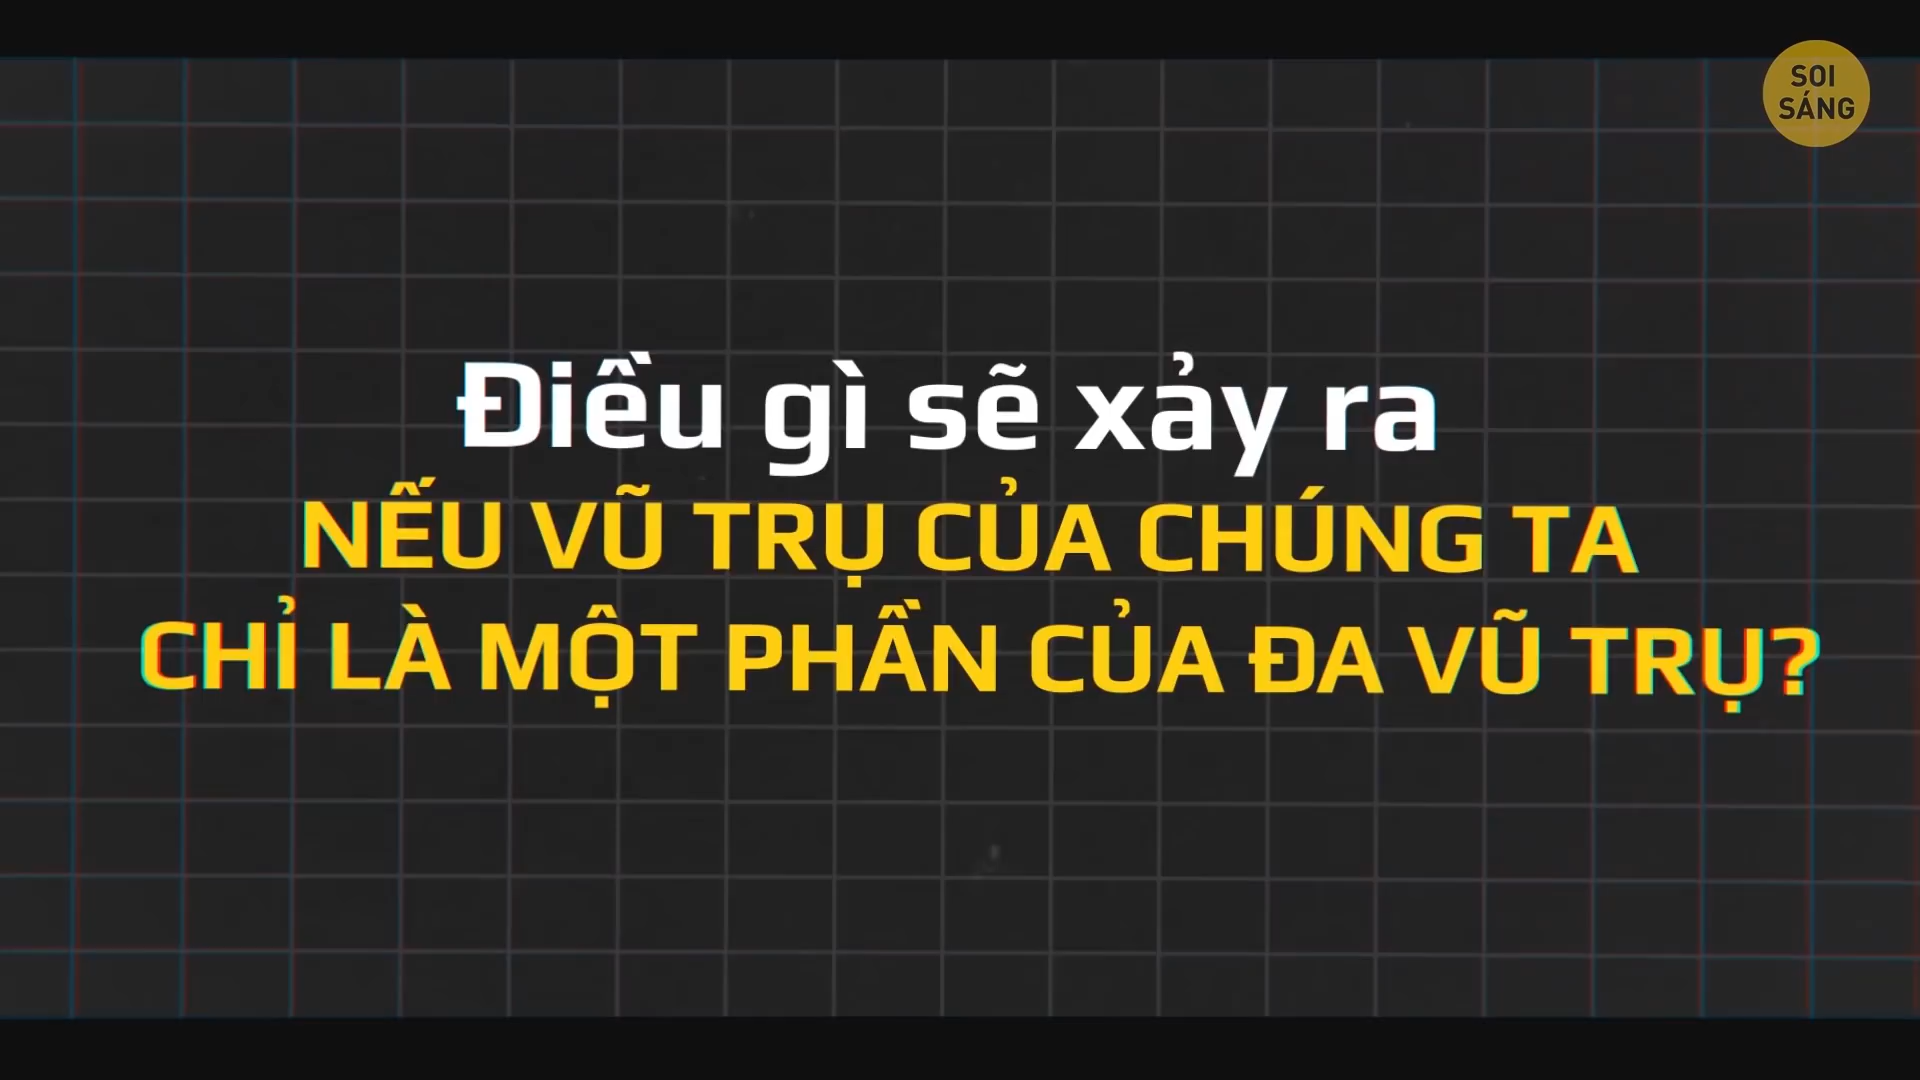 SOI
SÁNG
Điều gì sẽ xảy ra
NẾU VŨ TRỤ CỦA CHÚNG TA
CHỈ LÀ MỘT PHẦN CỦA ĐA VŨ TRỤ?